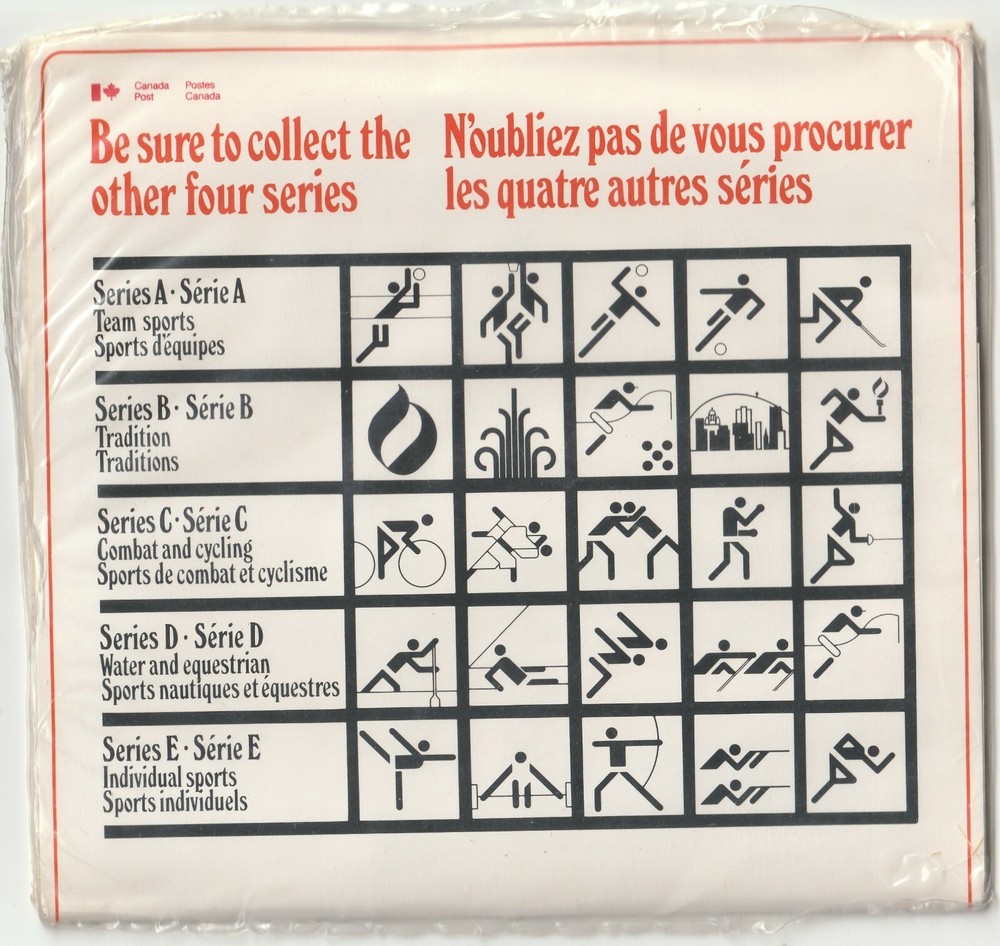 Canada Post
Postes Canada
Be sure to collect the
other four series
N'oubliez pas de vous procurer
les quatre autres séries
Series A · Série A
Team sports
Sports d'équipes
Series B · Série B
Tradition
Traditions
Series C · Série C
Combat and cycling
Sports de combat et cyclisme
Series D · Série D
Water and equestrian
Sports nautiques et équestres
Series E · Série E
Individual sports
Sports individuels